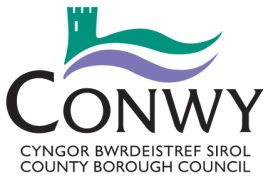 CONWY
CYNGOR BWRDEISTREF SIROL
COUNTY BOROUGH COUNCIL